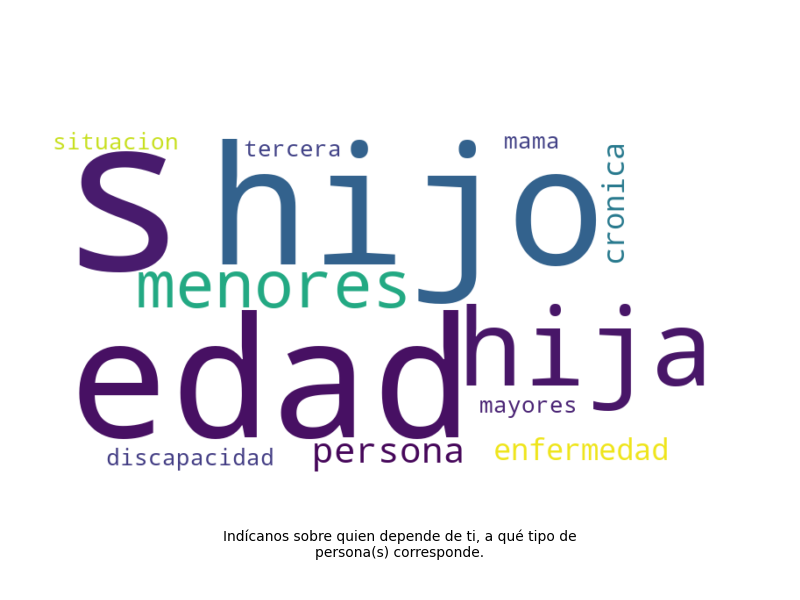 situacion
tercera
mama
s
hijo
cronica
menores
edad
hija
mayores
discapacidad
persona
enfermedad
Indícanos sobre quien depende de ti, a qué tipo de
persona(s) corresponde.